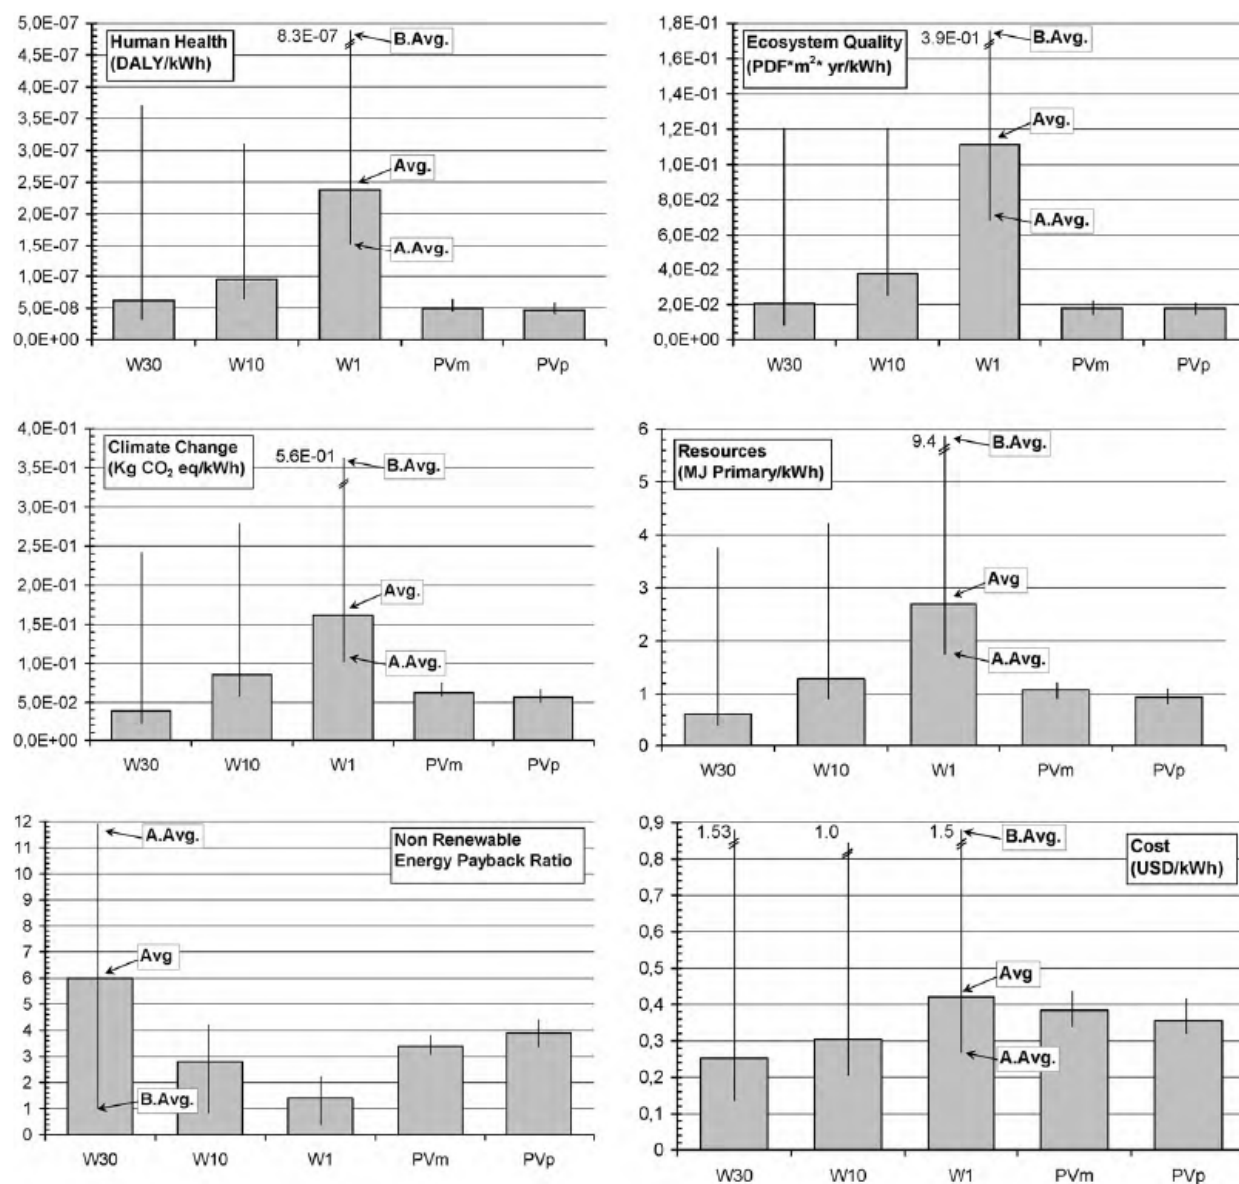 Human Health
(DALY/kWh)
5,0E-07
4,5E-07
4,0E-07
3,5E-07
3,0E-07
2,5E-07
2,0E-07
1,5E-07
1,0E-07
5,0E-08
0,0E+00
8.3E-07
B.Avg.
Avg.
A.Avg.
W30 W10 W1 PVm PVp
Ecosystem Quality
(PDF*m²* yr/kWh)
1,8E-01
1,6E-01
1,4E-01
1,2E-01
1,0E-01
8,0E-02
6,0E-02
4,0E-02
2,0E-02
0,0E+00
3.9E-01
B.Avg.
Avg.
A.Avg.
W30 W10 W1 PVm PVp
Climate Change
(Kg CO₂ eq/kWh)
4,0E-01
3,5E-01
3,0E-01
2,5E-01
2,0E-01
1,5E-01
1,0E-01
5,0E-02
0,0E+00
5.6E-01
B.Avg.
Avg.
A.Avg.
W30 W10 W1 PVm PVp
Resources
(MJ Primary/kWh)
6
5
4
3
2
1
0
9.4
B.Avg.
Avg
A.Avg.
W30 W10 W1 PVm PVp
Non Renewable
Energy Payback Ratio
12
11
10
9
8
7
6
5
4
3
2
1
0
A.Avg.
Avg
B.Avg.
W30 W10 W1 PVm PVp
Cost
(USD/kWh)
0,9
0,8
0,7
0,6
0,5
0,4
0,3
0,2
0,1
0
1.53
1.0
1.5
B.Avg.
Avg
A.Avg.
W30 W10 W1 PVm PVp